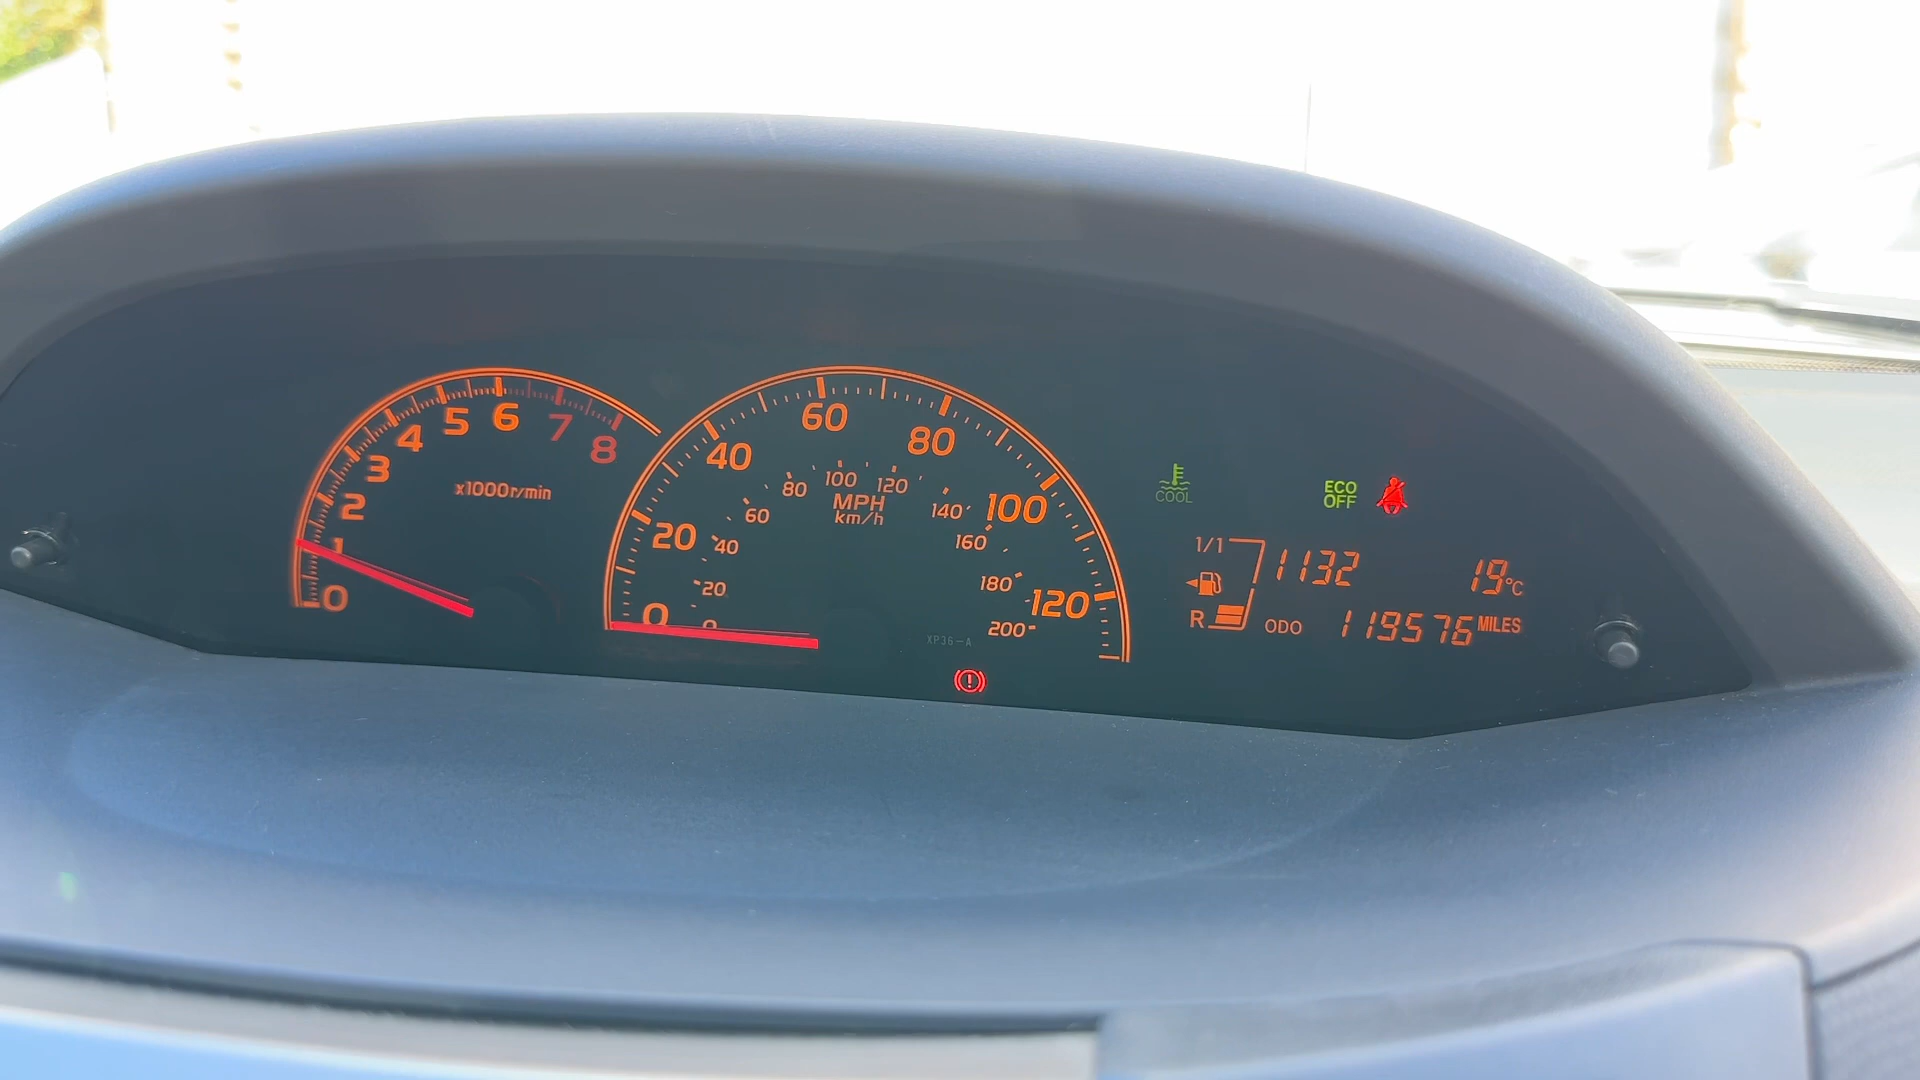 0 1 2 3 4 5 6 7 8
x1000r/min
0 20 40 60 80 100 120
0 20 40 60 80 100 120 140 160 180 200
MPH
km/h
XP36-A
COOL
ECO
OFF
1/1
1132
19°C
R
ODO 119576 MILES